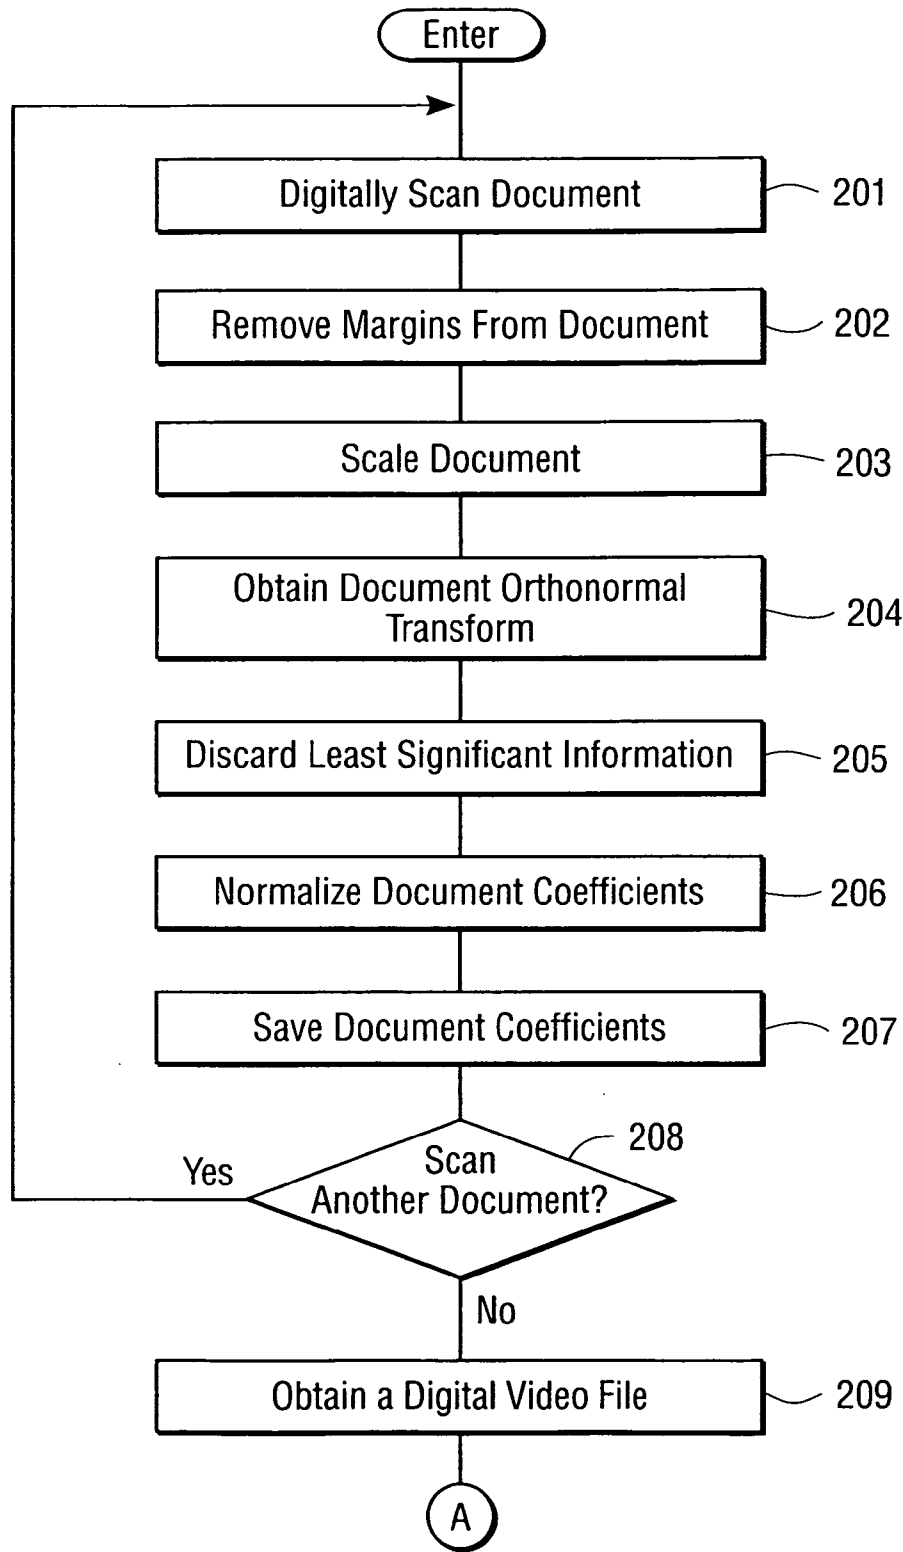 Enter
Digitally Scan Document
201
Remove Margins From Document
202
Scale Document
203
Obtain Document Orthonormal
Transform
204
Discard Least Significant Information
205
Normalize Document Coefficients
206
Save Document Coefficients
207
208
Scan
Another Document?
Yes
No
Obtain a Digital Video File
209
A